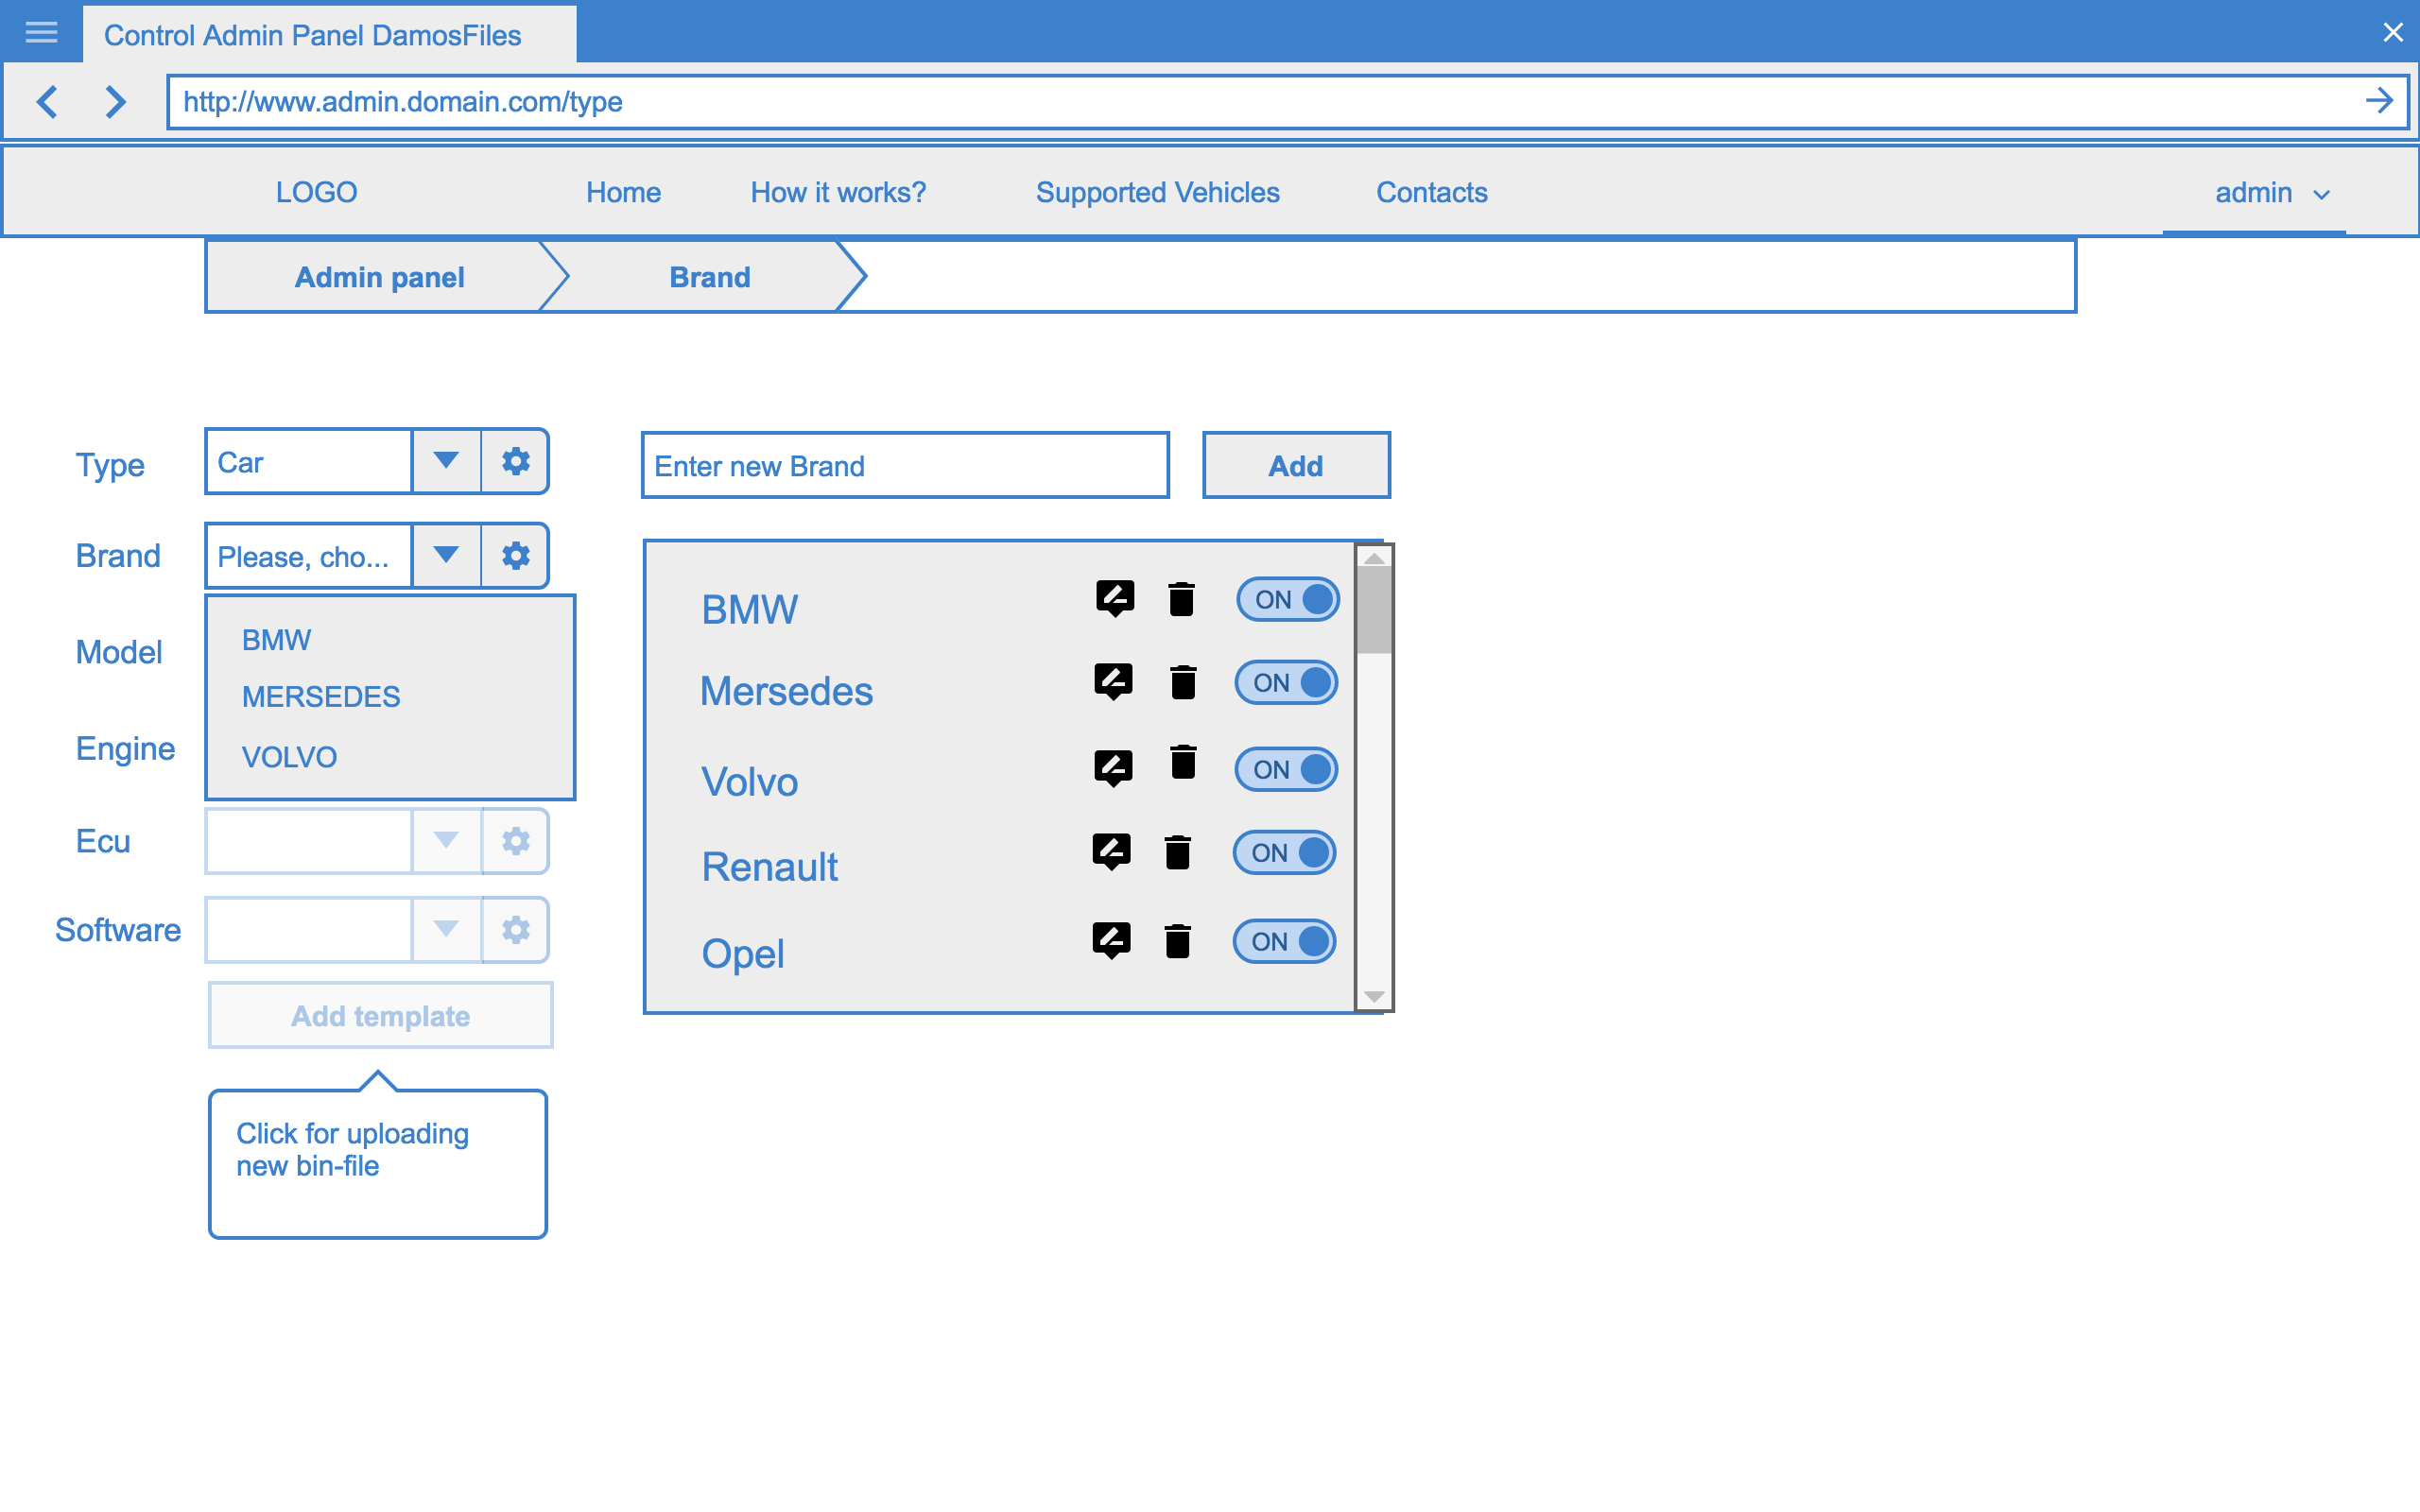 Control Admin Panel DamosFiles
http://www.admin.domain.com/type
LOGO Home How it works? Supported Vehicles Contacts admin
Admin panel Brand
Type Car
Enter new Brand Add
Brand Please, cho...
BMW
MERSEDES
VOLVO
Model
Engine
Ecu
Software
Add template
Click for uploading
new bin-file
BMW ON
Mersedes ON
Volvo ON
Renault ON
Opel ON